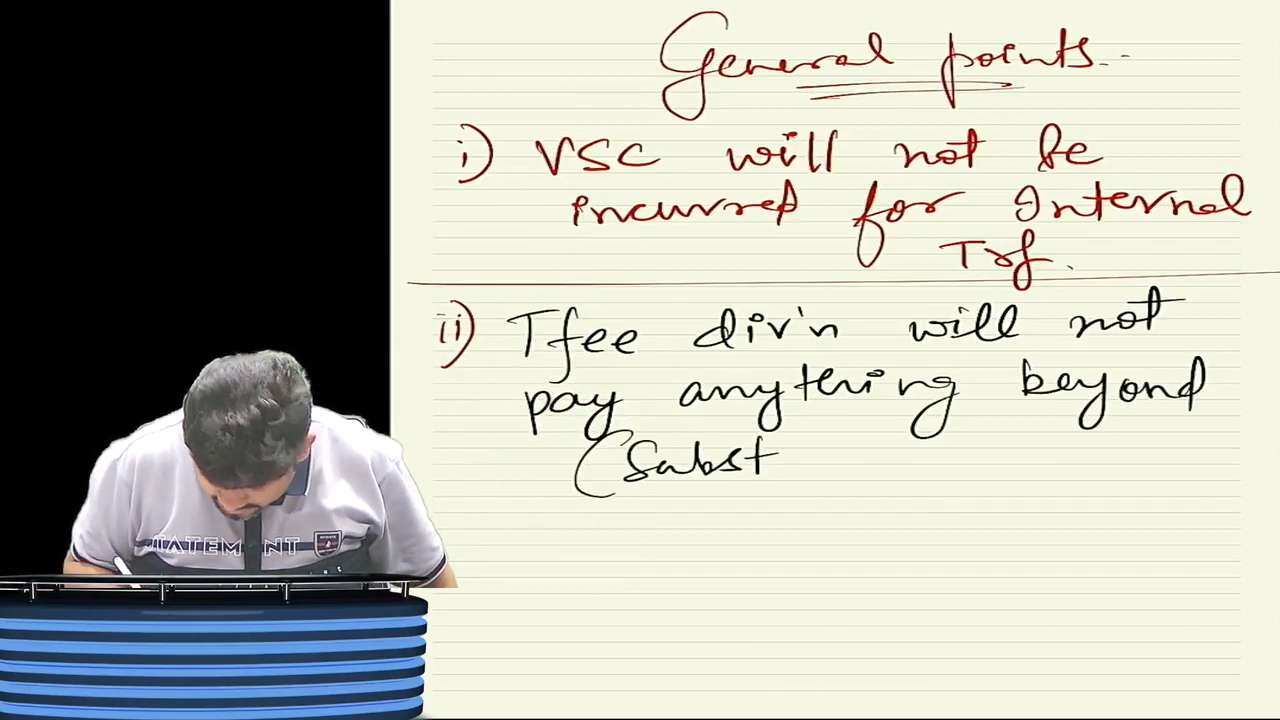 General points..
i) VSC will not be
incurred for Internal
Trf.
ii) Tfee div'n will not
pay anything beyond
(Subst
STATEMENT